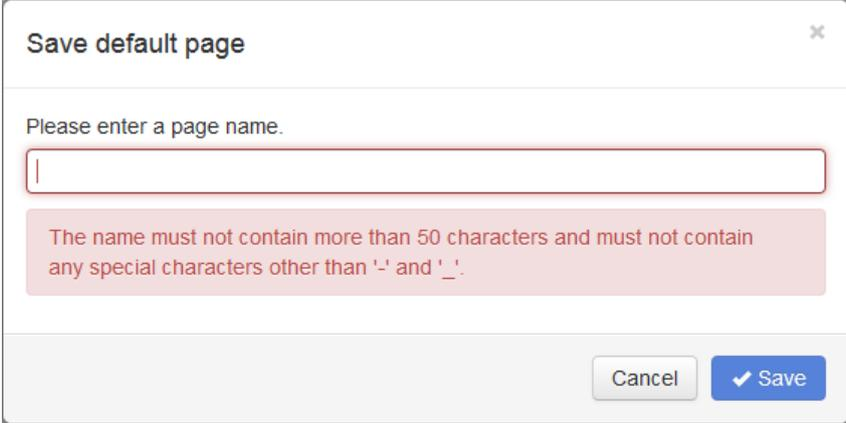 Save default page
Please enter a page name.
The name must not contain more than 50 characters and must not contain
any special characters other than '-' and '_'.
Cancel
Save